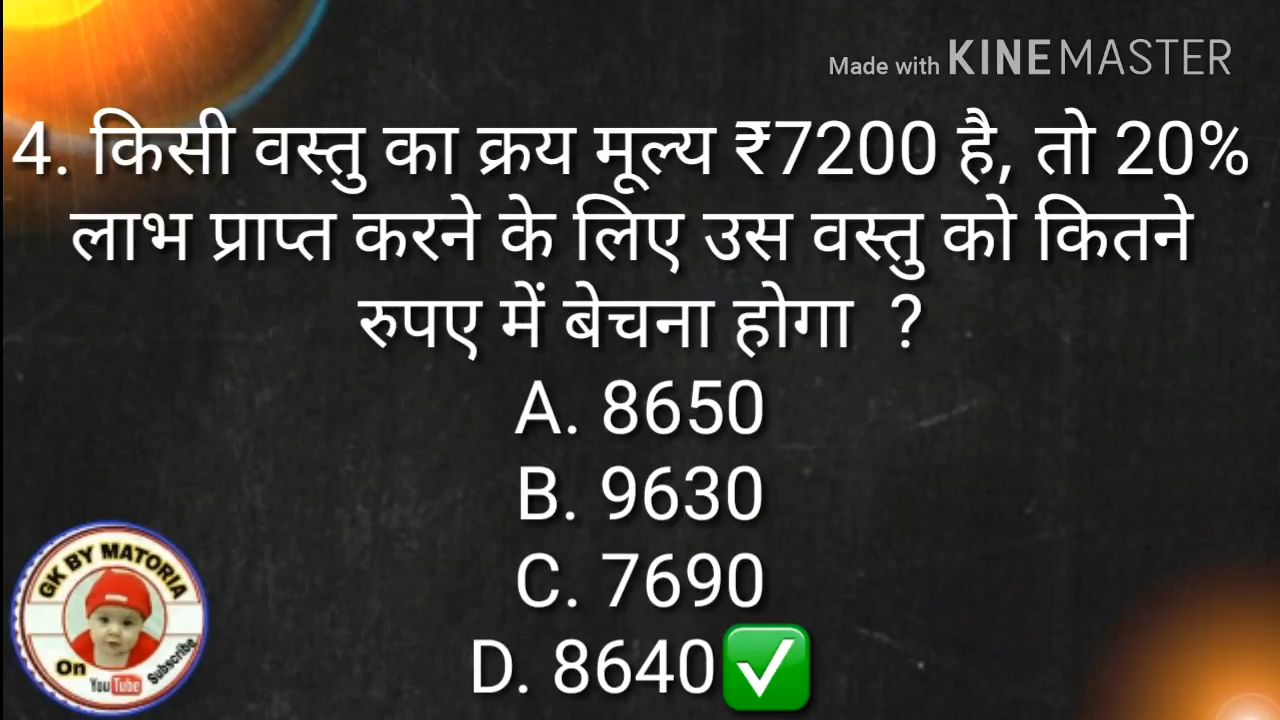 Made with KINEMASTER
4. किसी वस्तु का क्रय मूल्य ₹7200 है, तो 20%
लाभ प्राप्त करने के लिए उस वस्तु को कितने
रुपए में बेचना होगा ?
A. 8650
B. 9630
C. 7690
D. 8640✅
GK BY MATORIA
On
YouTube
Subscribe